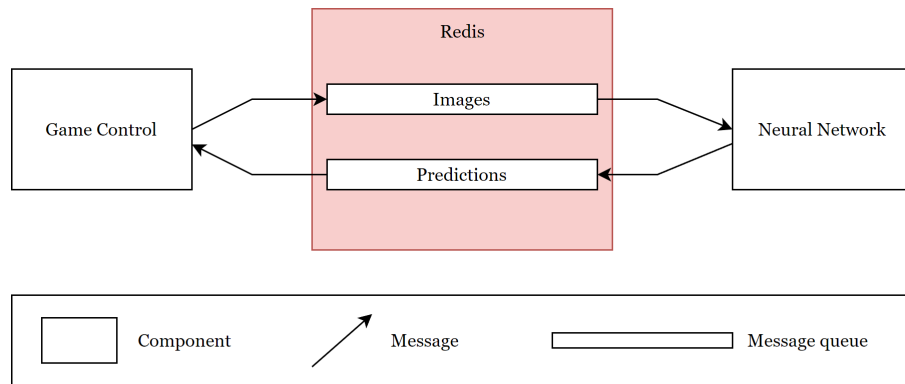 Redis
Game Control
Images
Neural Network
Predictions
Component
Message
Message queue